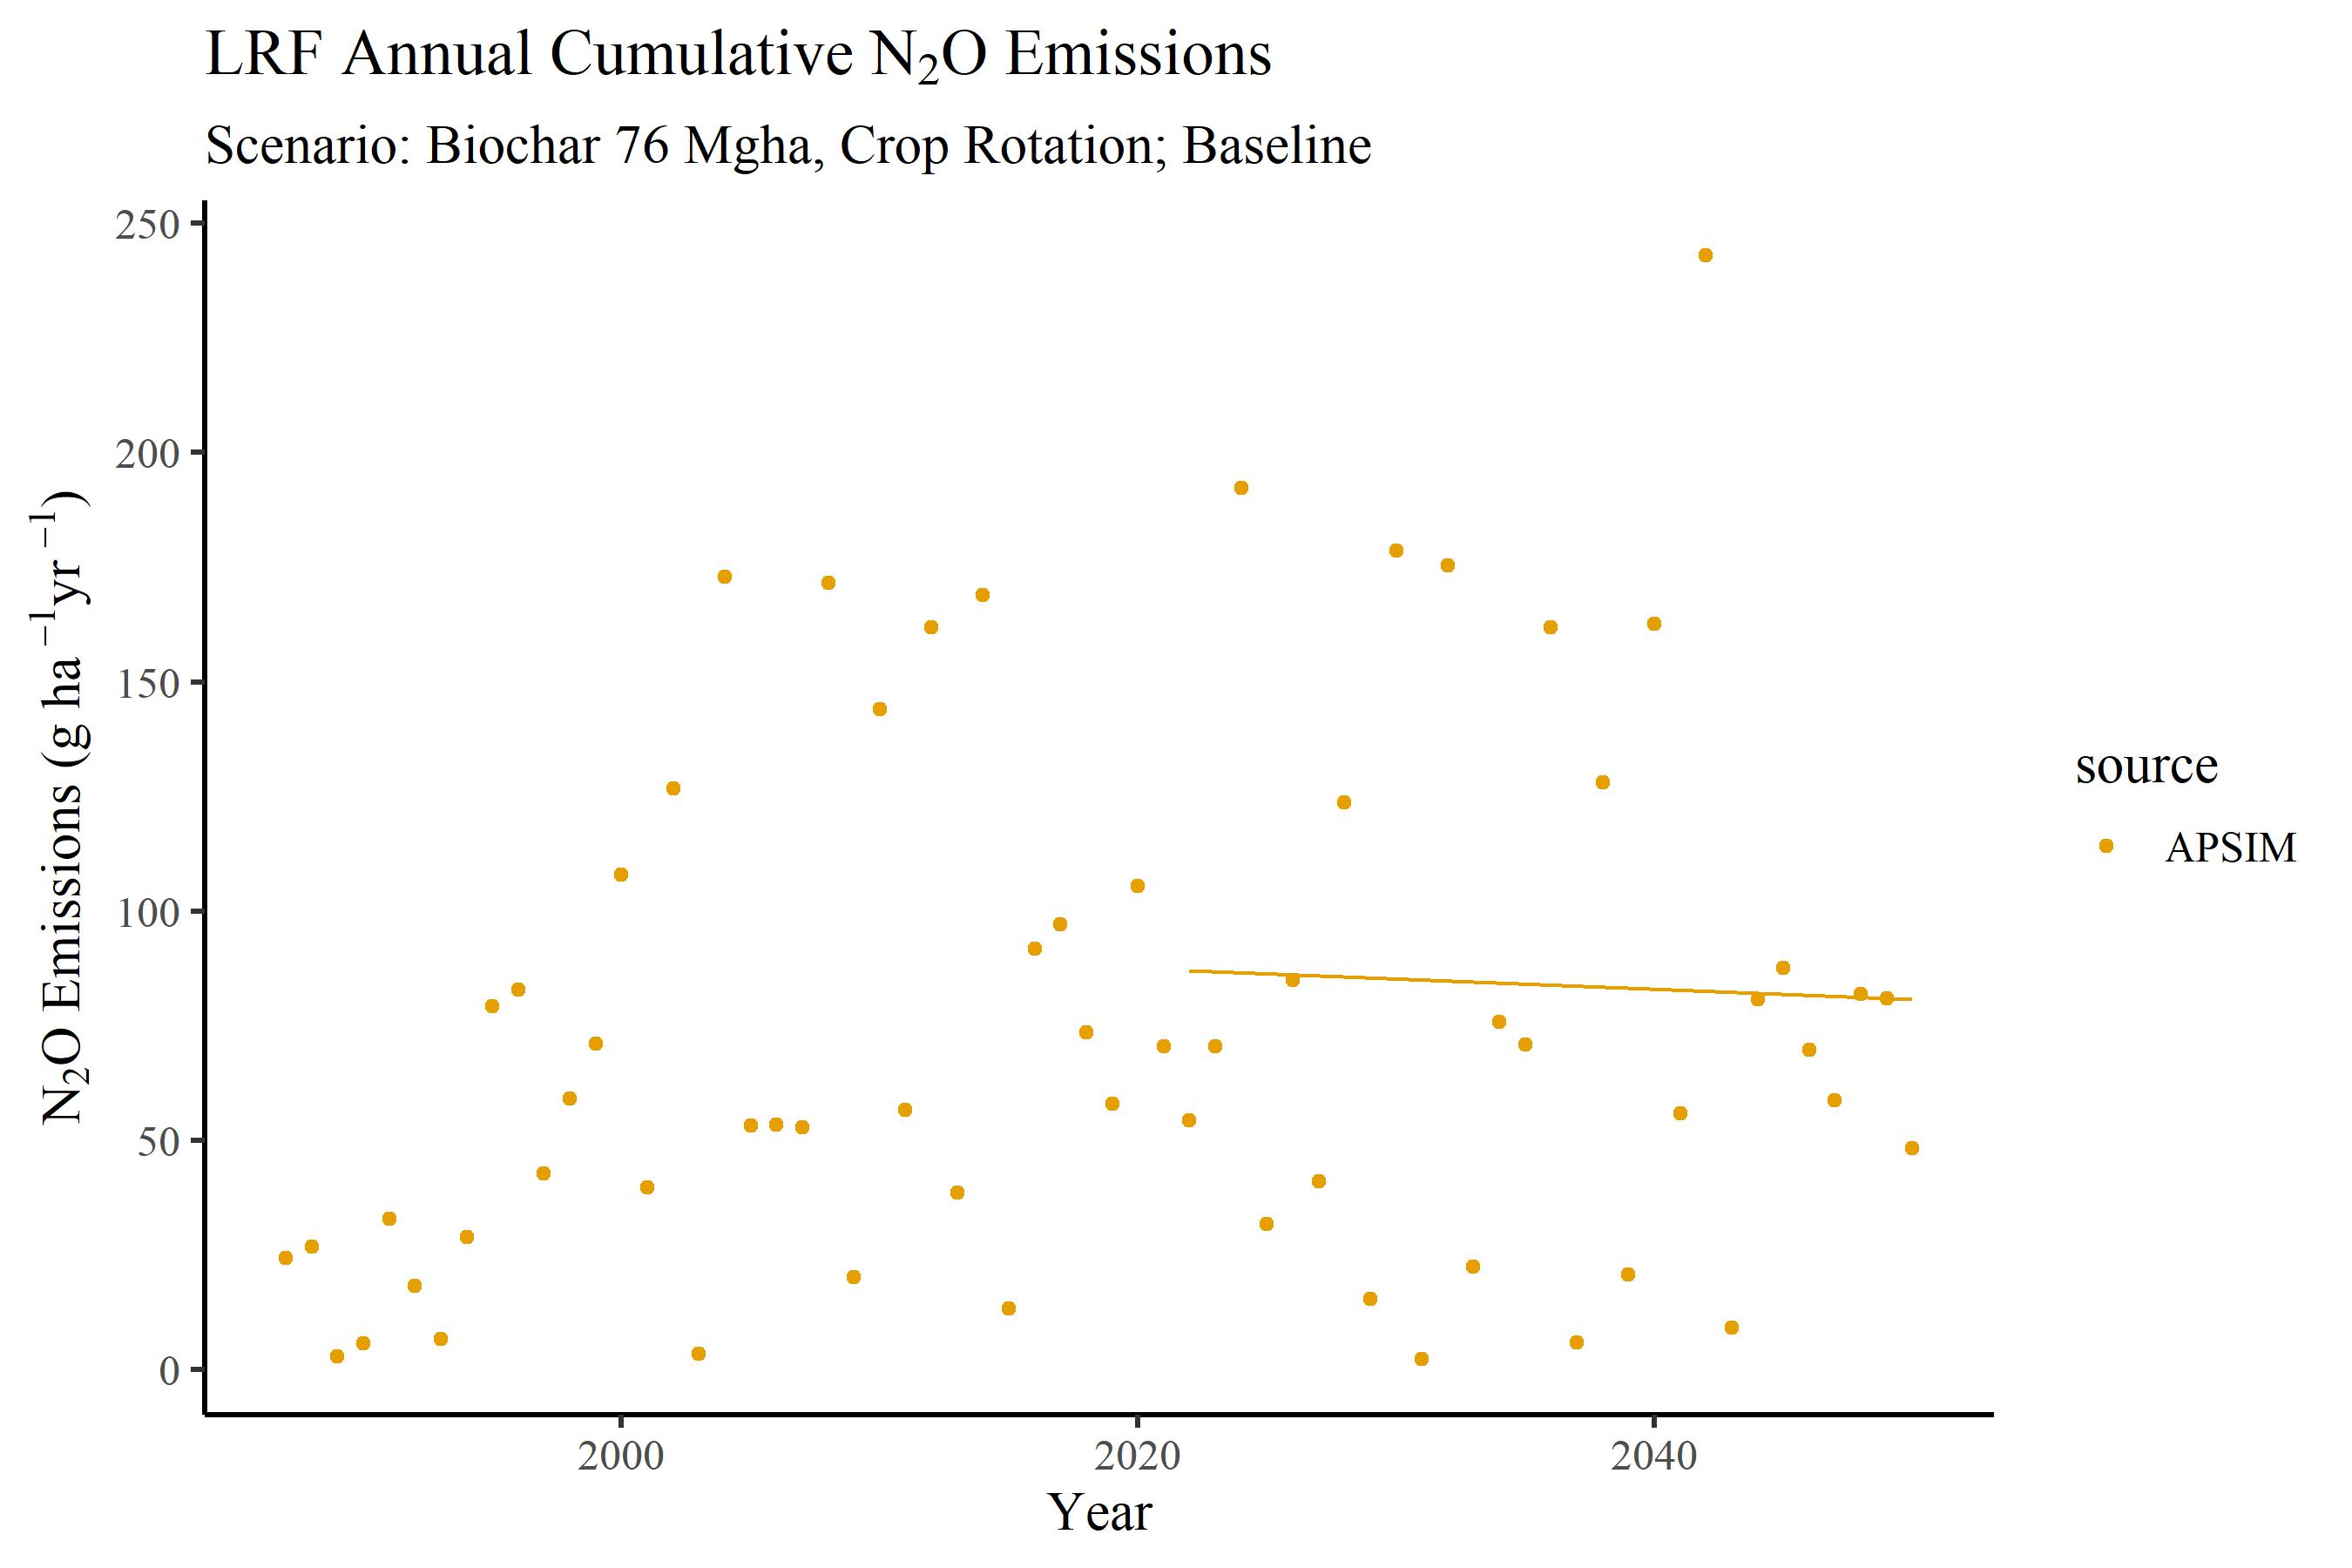 LRF Annual Cumulative N₂O Emissions
Scenario: Biochar 76 Mgha, Crop Rotation; Baseline
N₂O Emissions (g ha ⁻¹yr ⁻¹)
250
200
150
100
50
0
2000 2020 2040
Year
source
APSIM